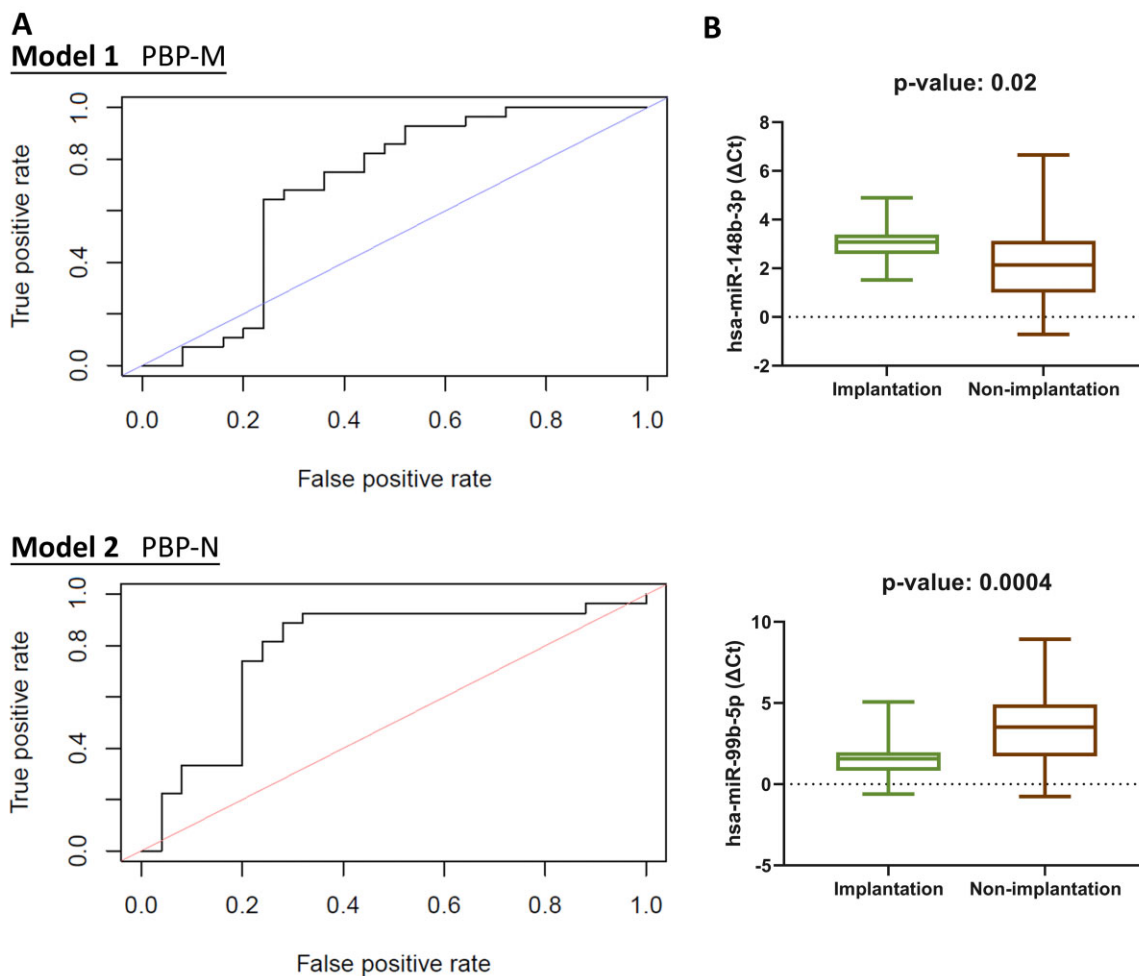 A
Model 1 PBP-M
True positive rate
1.0
0.8
0.4
0.0
0.0 0.2 0.4 0.6 0.8 1.0
False positive rate
B
p-value: 0.02
hsa-miR-148b-3p (ΔCt)
8
6
4
2
0
-2
Implantation Non-implantation
Model 2 PBP-N
True positive rate
1.0
0.8
0.4
0.0
0.0 0.2 0.4 0.6 0.8 1.0
False positive rate
p-value: 0.0004
hsa-miR-99b-5p (ΔCt)
10
5
0
-5
Implantation Non-implantation